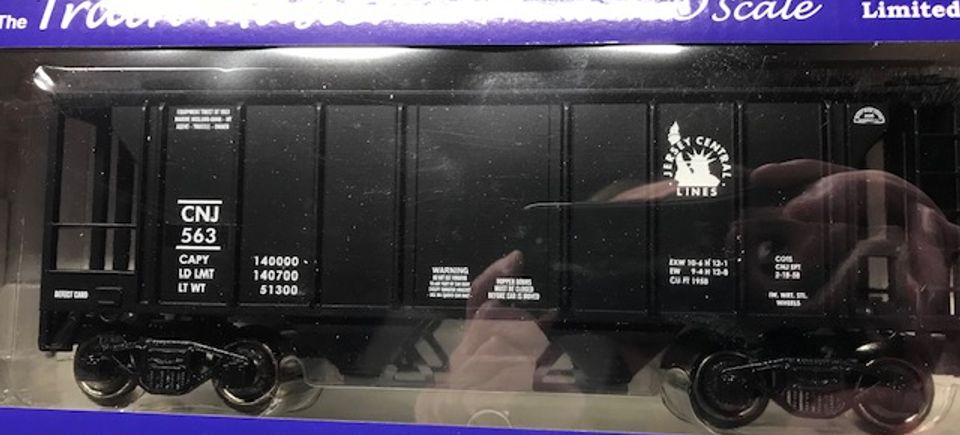 The
Train
Scale
Limited
CNJ
563
CAPY 140000
LD LMT 140700
LT WT 51300
DEFECT CARD
WARNING
HOPPER DOORS
MUST BE CLOSED
BEFORE CAR IS MOVED
JERSEY CENTRAL
LINES
EXW 10-6 H 12-1
EW 9-4 H 12-8
CU FT 1958
COTS
CNJ EPT
2-18-58
1W. WRT. STL.
WHEELS